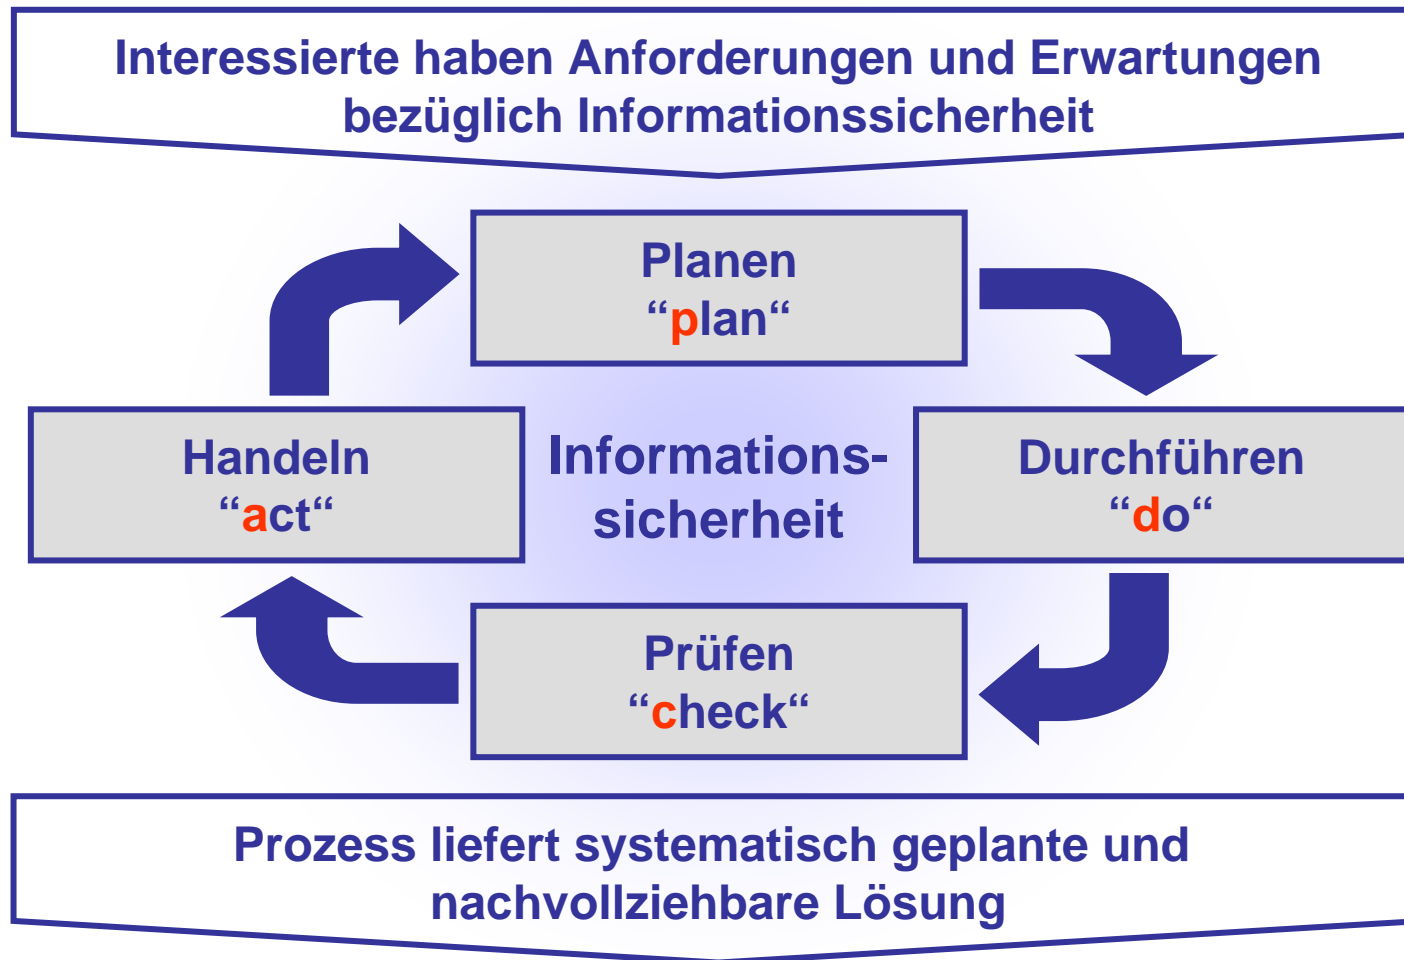 Interessierte haben Anforderungen und Erwartungen
bezüglich Informationssicherheit
Planen
“plan“
Handeln
“act“
Informations-
sicherheit
Durchführen
“do“
Prüfen
“check“
Prozess liefert systematisch geplante und
nachvollziehbare Lösung